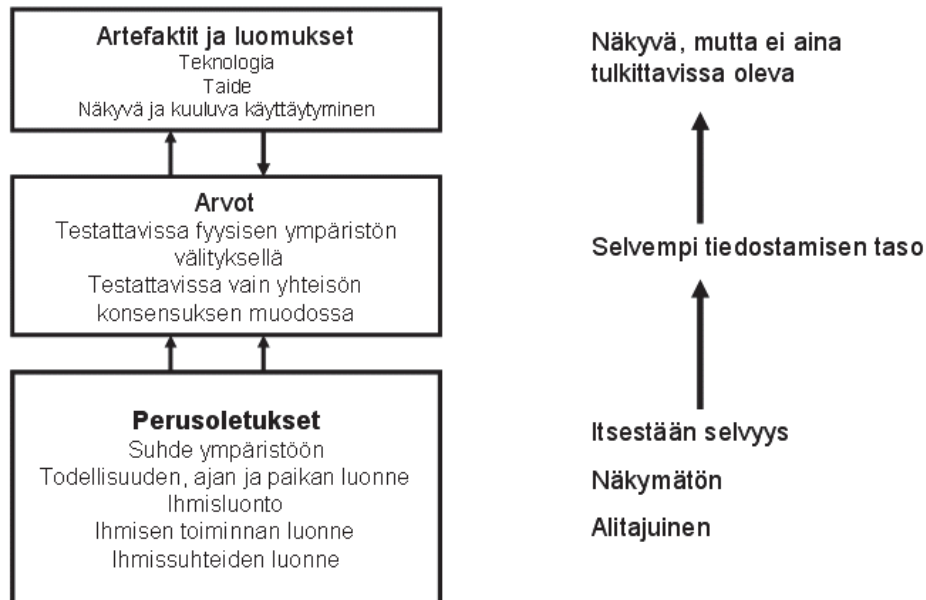 Artefaktit ja luomukset
Teknologia
Taide
Näkyvä ja kuuluva käyttäytyminen
Arvot
Testattavissa fyysisen ympäristön
välityksellä
Testattavissa vain yhteisön
konsensuksen muodossa
Perusoletukset
Suhde ympäristöön
Todellisuuden, ajan ja paikan luonne
Ihmisluonto
Ihmisen toiminnan luonne
Ihmissuhteiden luonne
Näkyvä, mutta ei aina
tulkittavissa oleva
Selvempi tiedostamisen taso
Itsestään selvyys
Näkymätön
Alitajuinen